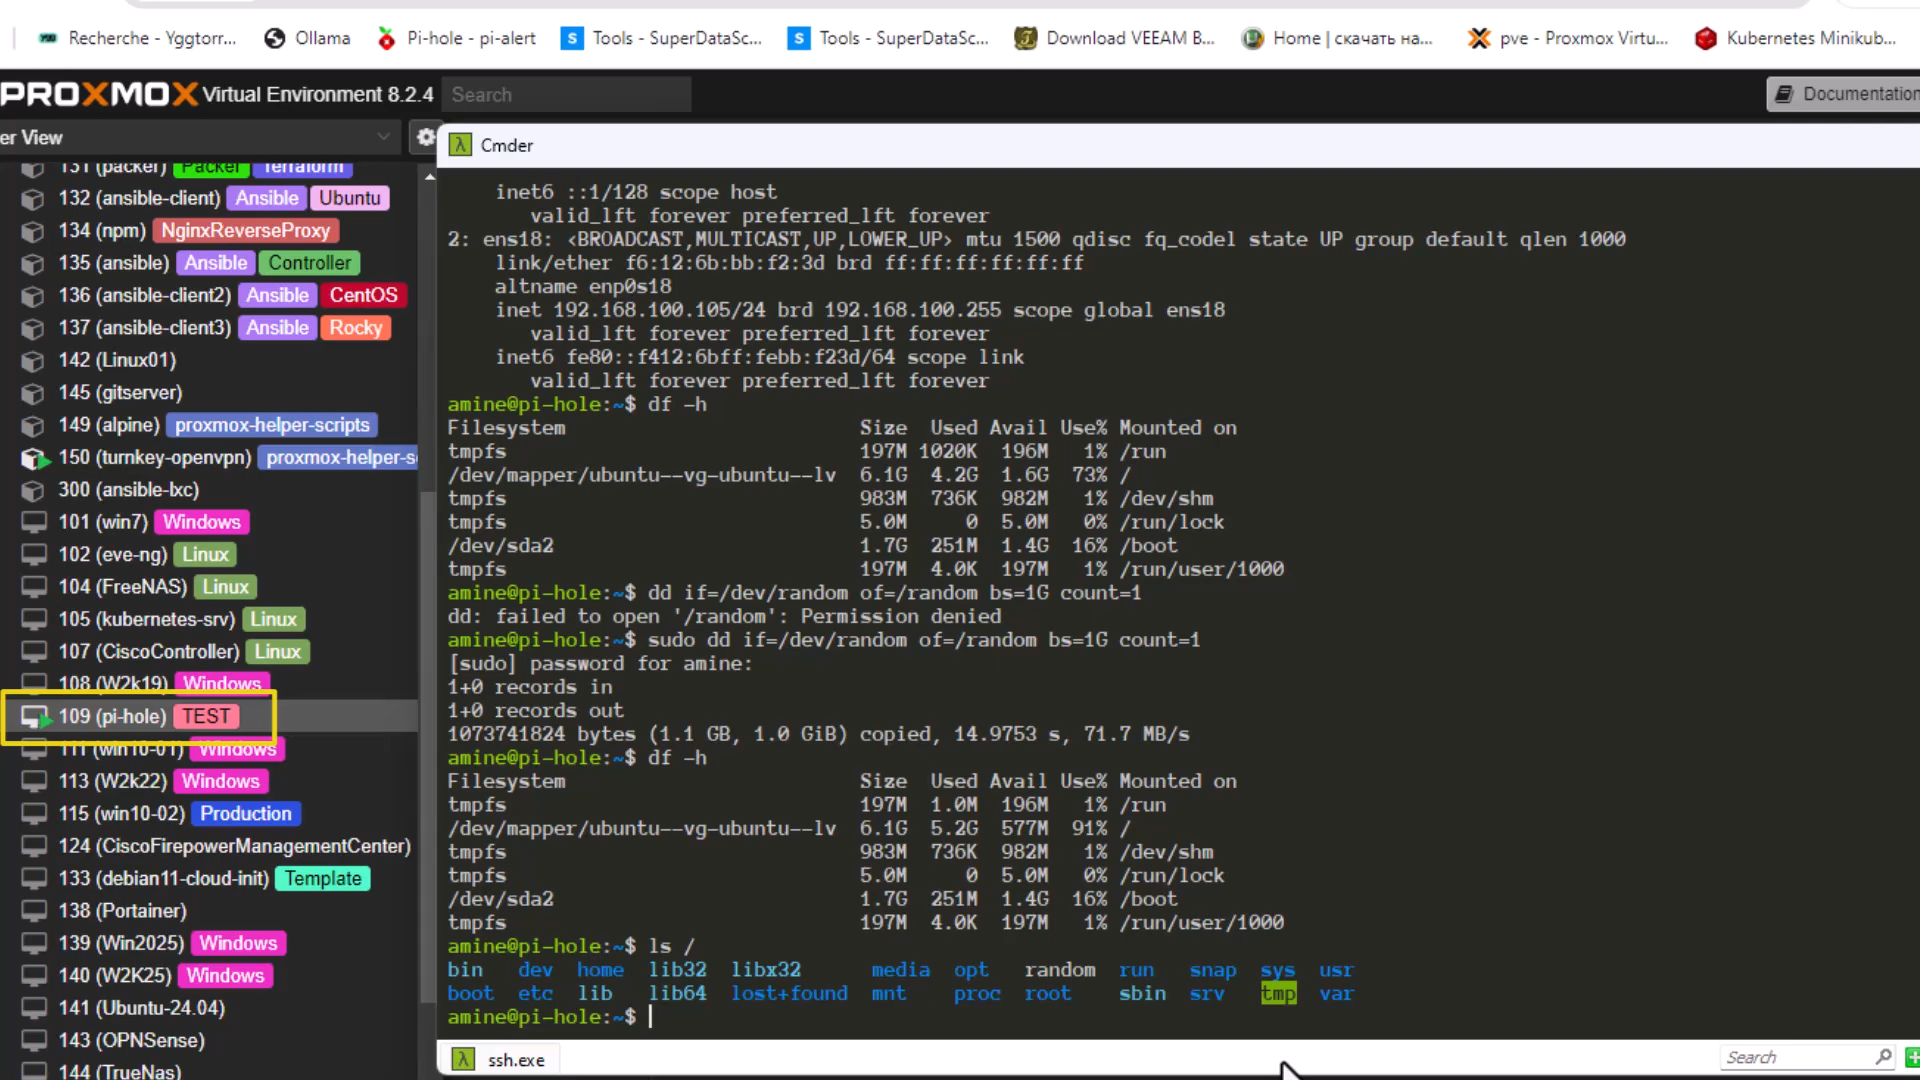 Recherche - Yggtorr... Ollama Pi-hole - pi-alert Tools - SuperDataSc... Tools - SuperDataSc... Download VEEAM B... Home | скачать на... pve - Proxmox Virtu... Kubernetes Minikub...
PROXMOX Virtual Environment 8.2.4 Search Documentation
er View
131 (packer) Packer Terraform
132 (ansible-client) Ansible Ubuntu
134 (npm) NginxReverseProxy
135 (ansible) Ansible Controller
136 (ansible-client2) Ansible CentOS
137 (ansible-client3) Ansible Rocky
142 (Linux01)
145 (gitserver)
149 (alpine) proxmox-helper-scripts
150 (turnkey-openvpn) proxmox-helper-s
300 (ansible-lxc)
101 (win7) Windows
102 (eve-ng) Linux
104 (FreeNAS) Linux
105 (kubernetes-srv) Linux
107 (CiscoController) Linux
108 (W2k19) Windows
109 (pi-hole) TEST
111 (win10-01) Windows
113 (W2k22) Windows
115 (win10-02) Production
124 (CiscoFirepowerManagementCenter)
133 (debian11-cloud-init) Template
138 (Portainer)
139 (Win2025) Windows
140 (W2K25) Windows
141 (Ubuntu-24.04)
143 (OPNSense)
144 (TrueNas)
Cmder
inet6 ::1/128 scope host
valid_lft forever preferred_lft forever
2: ens18: <BROADCAST,MULTICAST,UP,LOWER_UP> mtu 1500 qdisc fq_codel state UP group default qlen 1000
link/ether f6:12:6b:bb:f2:3d brd ff:ff:ff:ff:ff:ff
altname enp0s18
inet 192.168.100.105/24 brd 192.168.100.255 scope global ens18
valid_lft forever preferred_lft forever
inet6 fe80::f412:6bff:febb:f23d/64 scope link
valid_lft forever preferred_lft forever
amine@pi-hole:~$ df -h
Filesystem Size Used Avail Use% Mounted on
tmpfs 197M 1020K 196M 1% /run
/dev/mapper/ubuntu--vg-ubuntu--lv 6.1G 4.2G 1.6G 73% /
tmpfs 983M 736K 982M 1% /dev/shm
tmpfs 5.0M 0 5.0M 0% /run/lock
/dev/sda2 1.7G 251M 1.4G 16% /boot
tmpfs 197M 4.0K 197M 1% /run/user/1000
amine@pi-hole:~$ dd if=/dev/random of=/random bs=1G count=1
dd: failed to open '/random': Permission denied
amine@pi-hole:~$ sudo dd if=/dev/random of=/random bs=1G count=1
[sudo] password for amine:
1+0 records in
1+0 records out
1073741824 bytes (1.1 GB, 1.0 GiB) copied, 14.9753 s, 71.7 MB/s
amine@pi-hole:~$ df -h
Filesystem Size Used Avail Use% Mounted on
tmpfs 197M 1.0M 196M 1% /run
/dev/mapper/ubuntu--vg-ubuntu--lv 6.1G 5.2G 577M 91% /
tmpfs 983M 736K 982M 1% /dev/shm
tmpfs 5.0M 0 5.0M 0% /run/lock
/dev/sda2 1.7G 251M 1.4G 16% /boot
tmpfs 197M 4.0K 197M 1% /run/user/1000
amine@pi-hole:~$ ls /
bin dev home lib32 libx32 media opt random run snap sys usr
boot etc lib lib64 lost+found mnt proc root sbin srv tmp var
amine@pi-hole:~$
ssh.exe Search